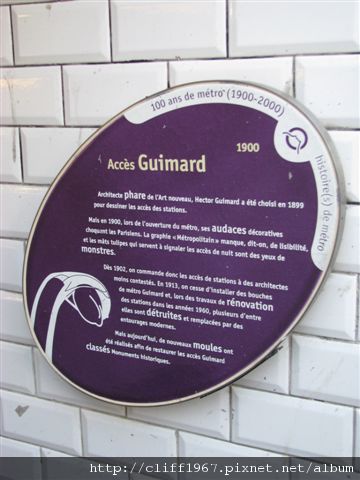 100 ans de métro (1900-2000)
histoire(s) de métro
1900
Accès Guimard
Architecte phare de l'Art nouveau, Hector Guimard a été choisi en 1899
pour dessiner les accès des stations.
Mais en 1900, lors de l'ouverture du métro, ses audaces décoratives
choquent les Parisiens. La graphie « Métropolitain » manque, dit-on, de lisibilité,
et les mâts tulipes qui servent à signaler les accès de nuit sont des yeux de
monstres.
Dès 1902, on commande donc les accès de stations à des architectes
moins contestés. En 1913, on cesse d'installer des bouches
de métro Guimard et, lors des travaux de rénovation
des stations dans les années 1960, plusieurs d'entre
elles sont détruites et remplacées par des
entourages modernes.
Mais aujourd'hui, de nouveaux moules ont
été réalisés afin de restaurer les accès Guimard
classés Monuments historiques.
http://cliff1967.pixnet.net/album